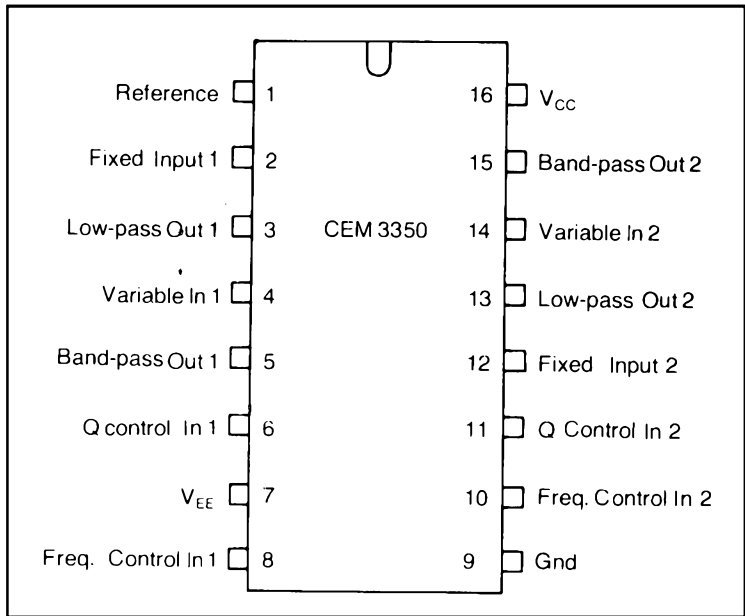 Reference 1 16 VCC
Fixed Input 1 2 15 Band-pass Out 2
Low-pass Out 1 3 CEM 3350 14 Variable In 2
Variable In 1 4 13 Low-pass Out 2
Band-pass Out 1 5 12 Fixed Input 2
Q control In 1 6 11 Q Control In 2
VEE 7 10 Freq. Control In 2
Freq. Control In 1 8 9 Gnd